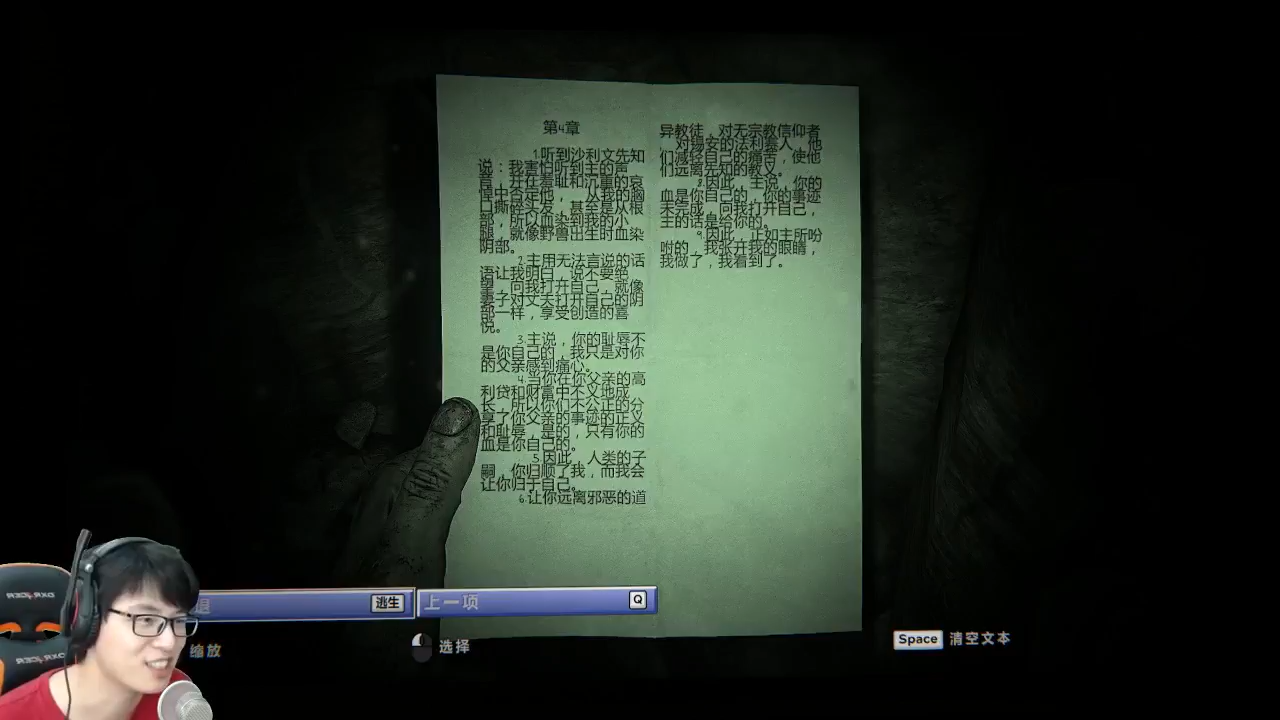 第4章
1.听到沙利文先知
说：我害怕听到主的声
音，并在羞耻和沉重的哀
悼中否定他， 从我的胸
口撕碎头发，甚至是从根
部，所以血染到我的小
腿，就像野兽出生时血染
阴部。
2.主用无法言说的话
语让我明白，说不要绝
望，向我打开自己，就像
妻子对丈夫打开自己的阴
部一样，享受创造的喜
悦。
3.主说，你的耻辱不
是你自己的，我只是对你
的父亲感到痛心。
4.当你在你父亲的高
利贷和财富中不义地成
长，所以你们不公正的分
享了你父亲的事迹的正义
和耻辱，是的，只有你的
血是你自己的。
5.因此，人类的子
嗣，你归顺了我，而我会
让你归于自己。
6.让你远离邪恶的道
异教徒，对无宗教信仰者
，对锡安的法利赛人，他
们减轻自己的痛苦，使他
们远离先知的教义。
因此，主说，你的
血是你自己的，你的事迹
未完成，向我打开自己，
主的话是给你的。
因此，正如主所吩
咐的，我张开我的眼睛，
我做了，我看到了。
退 逃生
上一项 Q
缩放
选择
Space 清空文本
DXRACER